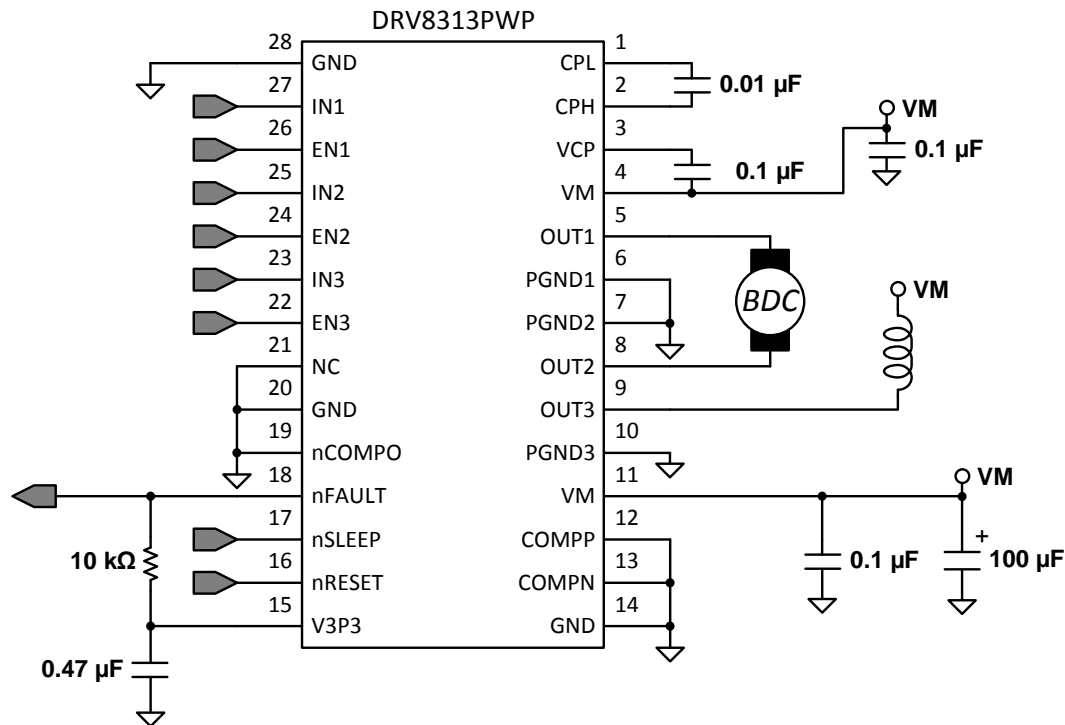 DRV8313PWP
28
GND
27
IN1
26
EN1
25
IN2
24
EN2
23
IN3
22
EN3
21
NC
20
GND
19
nCOMPO
18
nFAULT
17
nSLEEP
16
nRESET
15
V3P3
10 kΩ
0.47 µF
1
CPL
2
CPH
0.01 µF
3
VCP
4
VM
0.1 µF
VM
0.1 µF
5
OUT1
6
PGND1
7
PGND2
8
OUT2
BDC
VM
9
OUT3
10
PGND3
11
VM
VM
12
COMPP
13
COMPN
14
GND
0.1 µF
+
100 µF